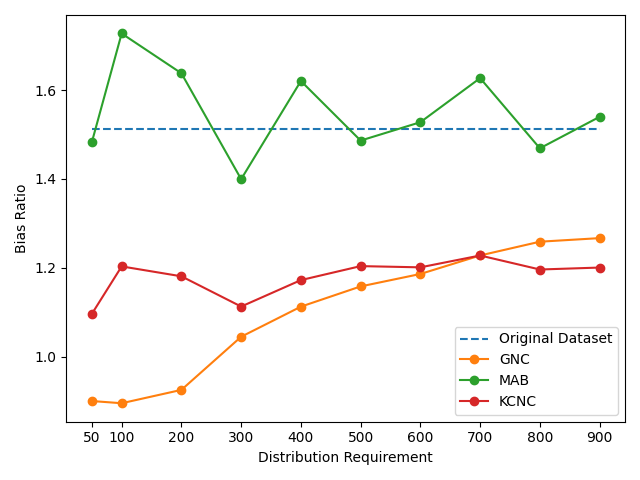 1.6
1.4
1.2
1.0
Bias Ratio
50 100 200 300 400 500 600 700 800 900
Distribution Requirement
Original Dataset
GNC
MAB
KCNC